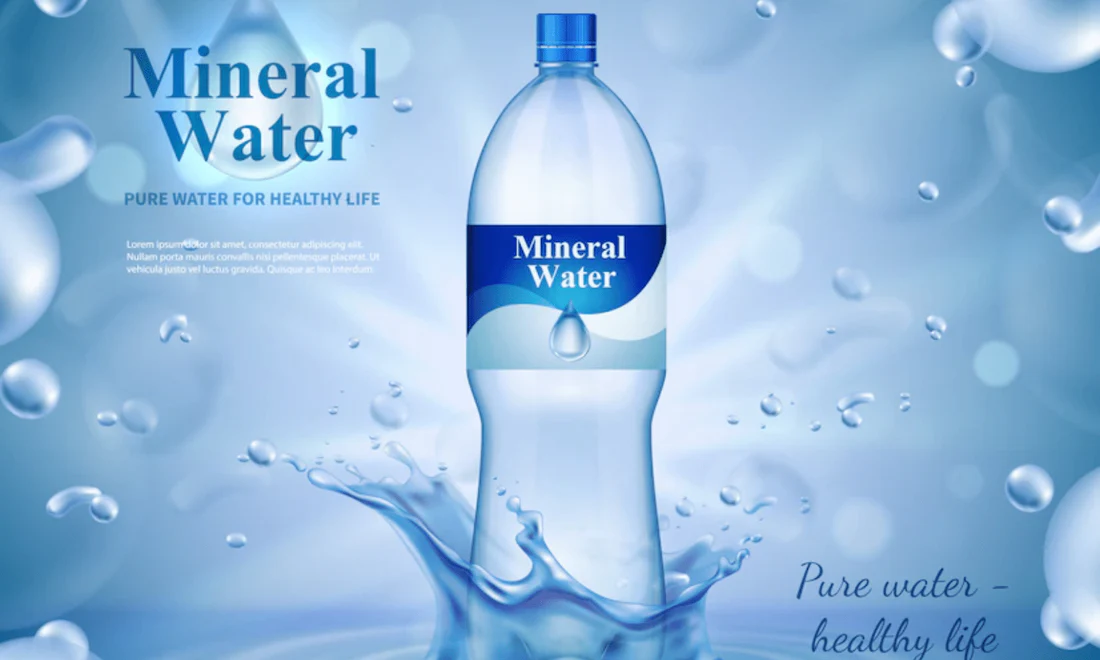 Mineral
Water
PURE WATER FOR HEALTHY LIFE
Lorem ipsum dolor sit amet, consectetur adipiscing elit.
Nullam porta mauris convallis nisi pellentesque placerat. Ut
vehicula justo vel luctus gravida. Quisque ac leo interdum
Mineral
Water
Pure water –
healthy life